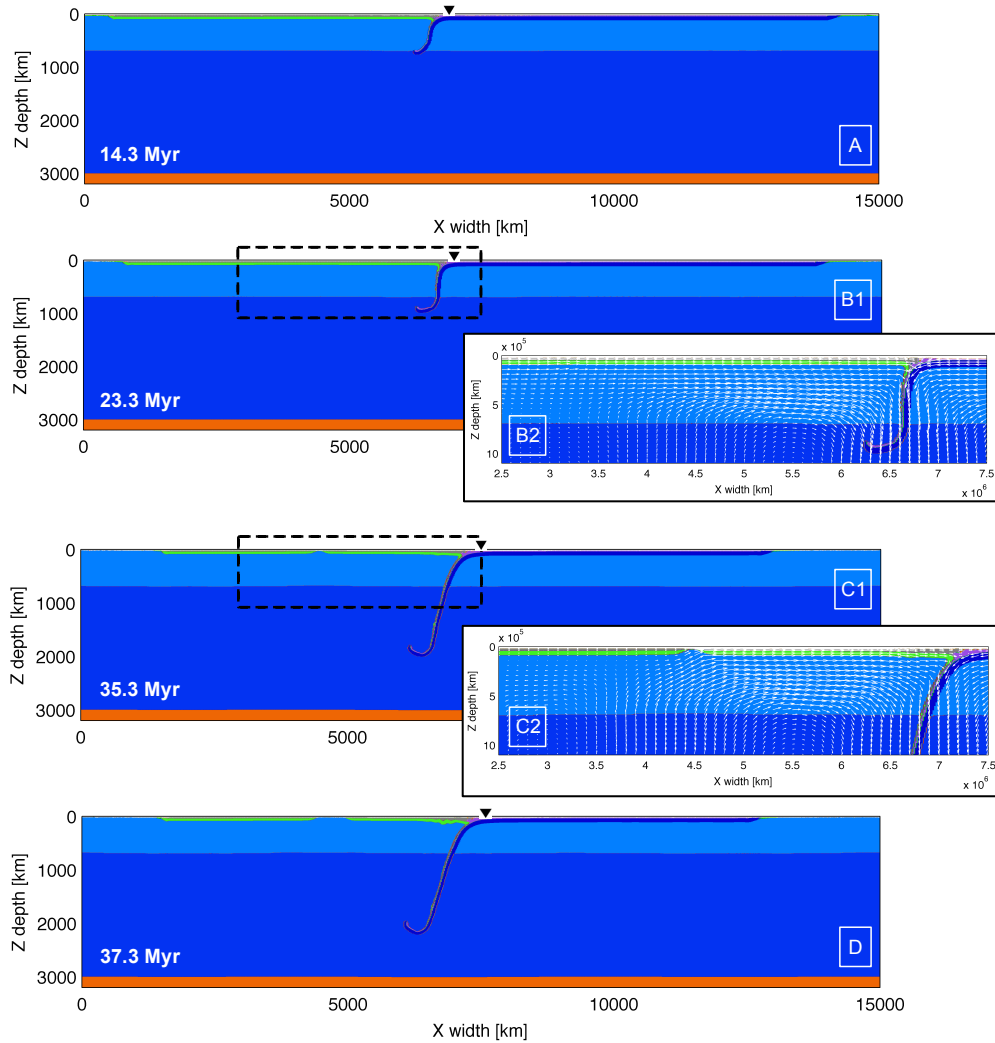 0
1000
2000
3000
Z depth [km]
14.3 Myr
A
0 5000 10000 15000
X width [km]
0
1000
2000
3000
Z depth [km]
23.3 Myr
B1
0 5000
x 10^5
0
5
10
Z depth [km]
B2
2.5 3 3.5 4 4.5 5 5.5 6 6.5 7 7.5
X width [km]
x 10^6
0
1000
2000
3000
Z depth [km]
35.3 Myr
C1
0 5000
x 10^5
0
5
10
Z depth [km]
C2
2.5 3 3.5 4 4.5 5 5.5 6 6.5 7 7.5
X width [km]
x 10^6
0
1000
2000
3000
Z depth [km]
37.3 Myr
D
0 5000 10000 15000
X width [km]